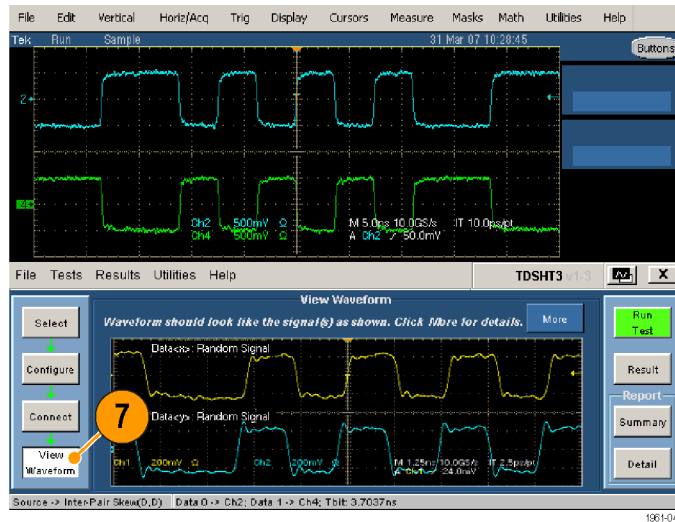 File Edit Vertical Horiz/Acq Trig Display Cursors Measure Masks Math Utilities Help
Tek Run Sample 31 Mar 07 10:28:45
Buttons
2
4
Ch2 500mV Ω M 5.0ns 10.0GS/s IT 10.0ps/pt
Ch4 500mV Ω A Ch2 50.0mV
File Tests Results Utilities Help TDSHT3 v1-3 X
View Waveform
Waveform should look like the signal(s) as shown. Click More for details. More
Select
Configure
Connect
View Waveform
7
Data<x>: Random Signal
Data<y>: Random Signal
Ch1 200mV Ω Ch2 200mV Ω M 1.25ns 10.0GS/s IT 2.5ps/pt
A Ch1 -24.0mV
Run Test
Result
Report
Summary
Detail
Source -> Inter-Pair Skew(D,D) Data 0 -> Ch2; Data 1 -> Ch4; Tbit: 3.7037ns
1961-04